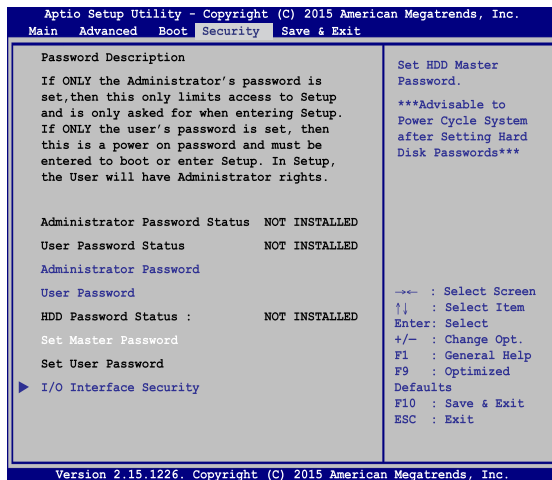 Aptio Setup Utility - Copyright (C) 2015 American Megatrends, Inc.
Main Advanced Boot Security Save & Exit
Password Description
If ONLY the Administrator's password is
set,then this only limits access to Setup
and is only asked for when entering Setup.
If ONLY the user's password is set, then
this is a power on password and must be
entered to boot or enter Setup. In Setup,
the User will have Administrator rights.
Administrator Password Status NOT INSTALLED
User Password Status NOT INSTALLED
Administrator Password
User Password
HDD Password Status : NOT INSTALLED
Set Master Password
Set User Password
I/O Interface Security
Set HDD Master
Password.
***Advisable to
Power Cycle System
after Setting Hard
Disk Passwords***
→← : Select Screen
↑↓ : Select Item
Enter: Select
+/— : Change Opt.
F1 : General Help
F9 : Optimized
Defaults
F10 : Save & Exit
ESC : Exit
Version 2.15.1226. Copyright (C) 2015 American Megatrends, Inc.